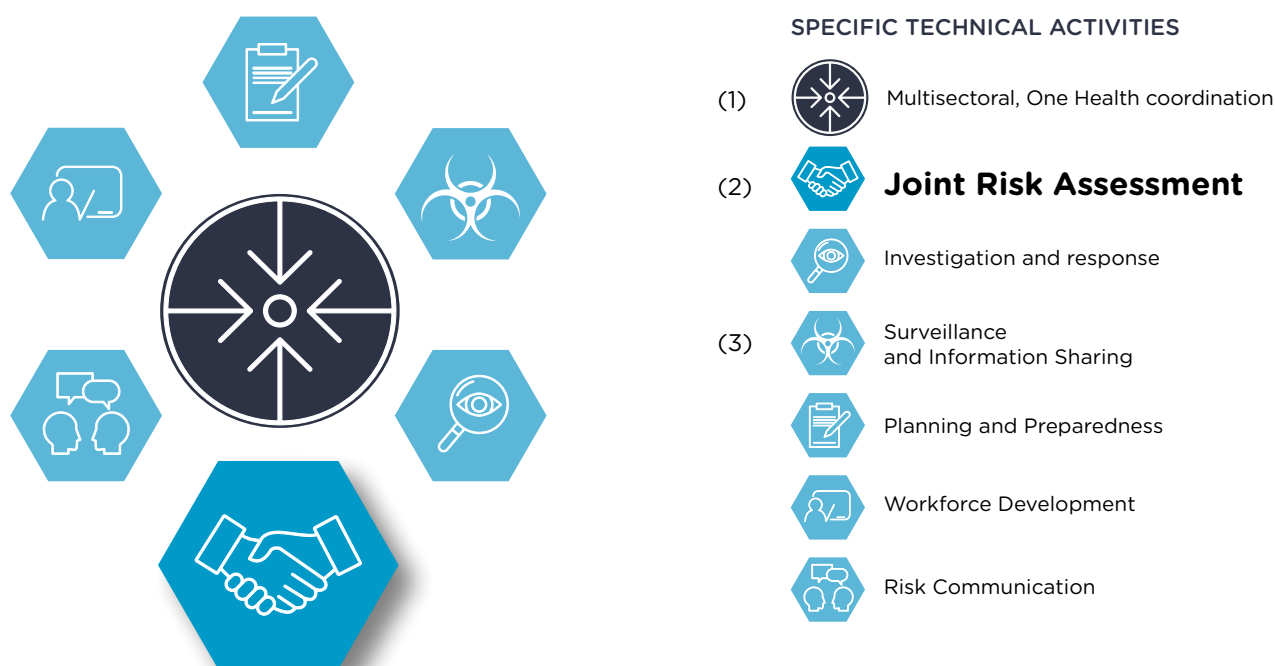 SPECIFIC TECHNICAL ACTIVITIES
(1) Multisectoral, One Health coordination
(2) Joint Risk Assessment
Investigation and response
(3) Surveillance
and Information Sharing
Planning and Preparedness
Workforce Development
Risk Communication